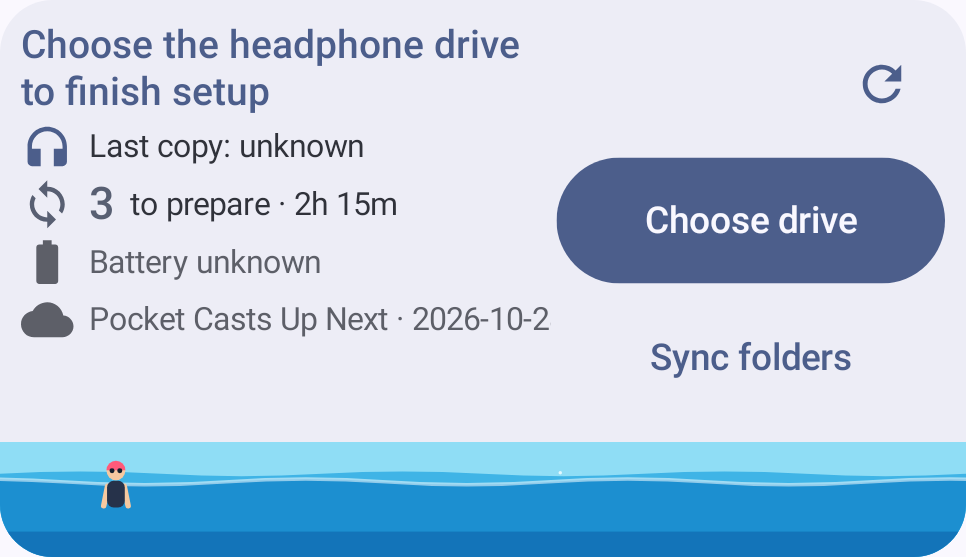 Choose the headphone drive
to finish setup
Last copy: unknown
3 to prepare · 2h 15m
Battery unknown
Pocket Casts Up Next · 2026-10-2
Choose drive
Sync folders